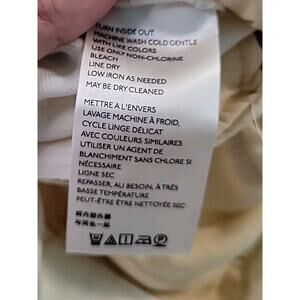 TURN INSIDE OUT
MACHINE WASH COLD GENTLE
WITH LIKE COLORS
USE ONLY NON-CHLORINE
BLEACH
LINE DRY
LOW IRON AS NEEDED
MAY BE DRY CLEANED
METTRE A L'ENVERS
LAVAGE MACHINE À FROID,
CYCLE LINGE DÉLICAT
AVEC COULEURS SIMILAIRES
UTILISER UN AGENT DE
BLANCHIMENT SANS CHLORE SI
NÉCESSAIRE
LIGNE SEC
REPASSER, AU BESOIN, À TRÈS
BASSE TEMPÉRATURE
PEUT-ÊTRE ÊTRE NETTOYÉE SEC